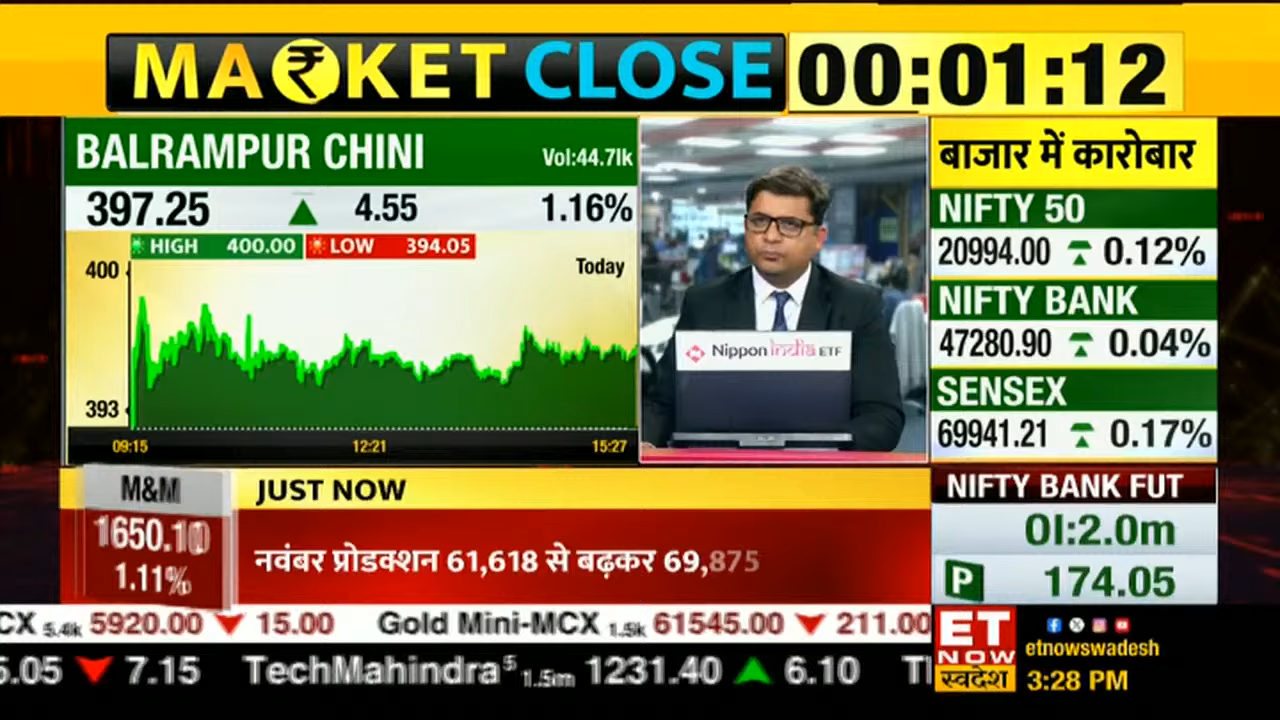 MA₹KET CLOSE 00:01:12
BALRAMPUR CHINI Vol:44.7lk
397.25 4.55 1.16%
HIGH 400.00 LOW 394.05
Today
400
393
09:15 12:21 15:27
Nippon India ETF
बाजार में कारोबार
NIFTY 50
20994.00 0.12%
NIFTY BANK
47280.90 0.04%
SENSEX
69941.21 0.17%
NIFTY BANK FUT
OI:2.0m
P 174.05
M&M
1650.10
1.11%
JUST NOW
नवंबर प्रोडक्शन 61,618 से बढ़कर 69,875
CX 5.4k 5920.00 15.00 Gold Mini-MCX 1.5k 61545.00 211.00
5.05 7.15 TechMahindra S 1.5m 1231.40 6.10
ET
NOW
स्वदेश
etnowswadesh
3:28 PM